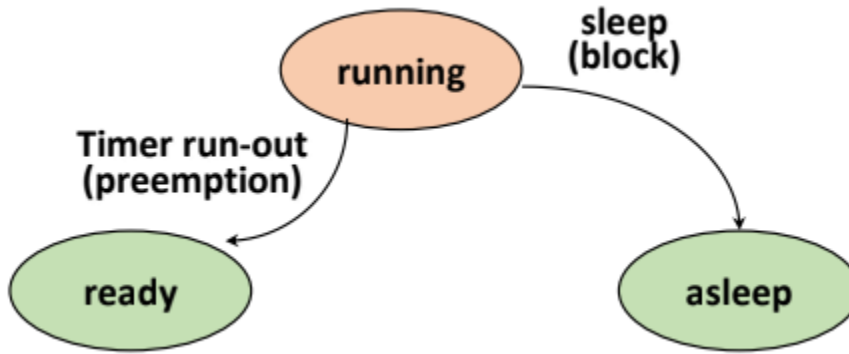 sleep
(block)
running
Timer run-out
(preemption)
ready
asleep